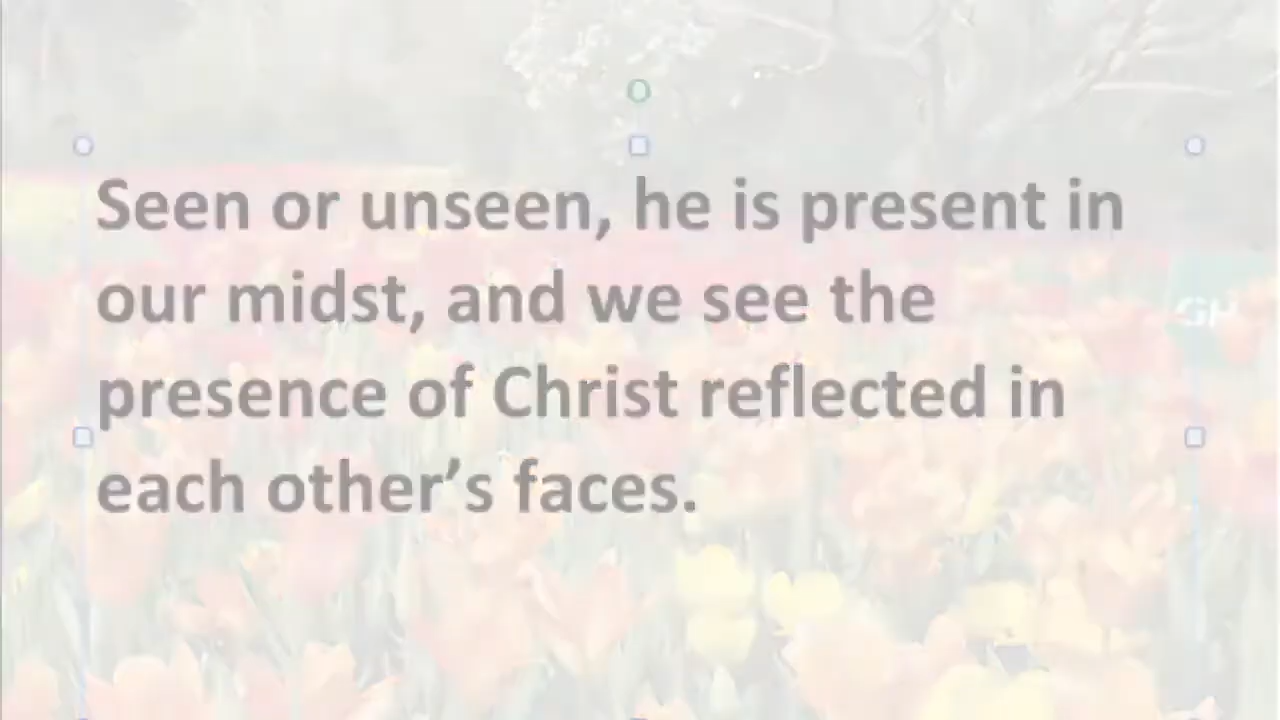 Seen or unseen, he is present in
our midst, and we see the
presence of Christ reflected in
each other’s faces.